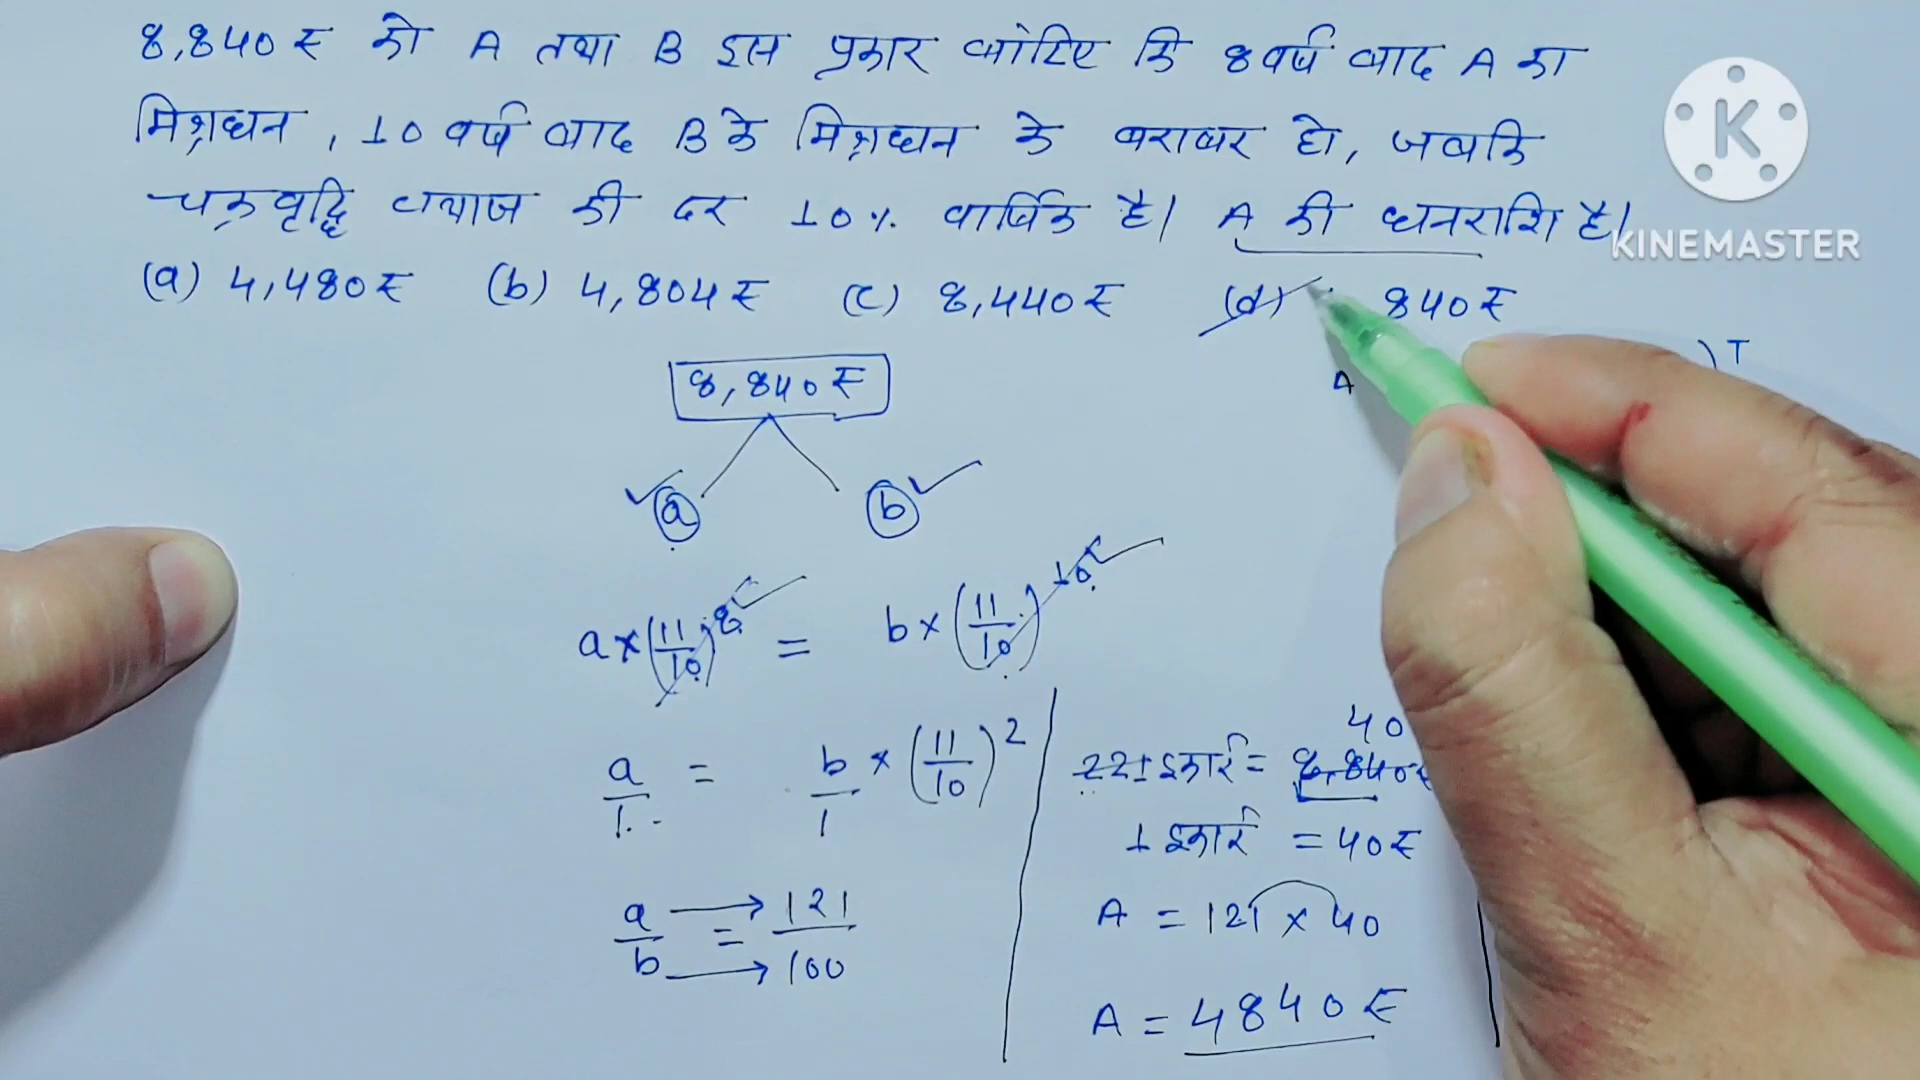 8,840₹ को A तथा B इस प्रकार बांटिए कि 8 वर्ष बाद A का
मिश्रधन, 10 वर्ष बाद B के मिश्रधन के बराबर हो, जबकि
चक्रवृद्धि ब्याज की दर 10% वार्षिक है। A की धनराशि है।
K
KINEMASTER
(a) 4,480₹ (b) 4,804₹ (c) 8,440₹ (d) 840₹
T
8,840₹
A
a b
a × (11/10)^8 = b × (11/10)^10
a/1 = b/1 × (11/10)^2
a/b = 121/100
40
221 इकाई = 8,840₹
1 इकाई = 40₹
A = 121 × 40
A = 4840₹